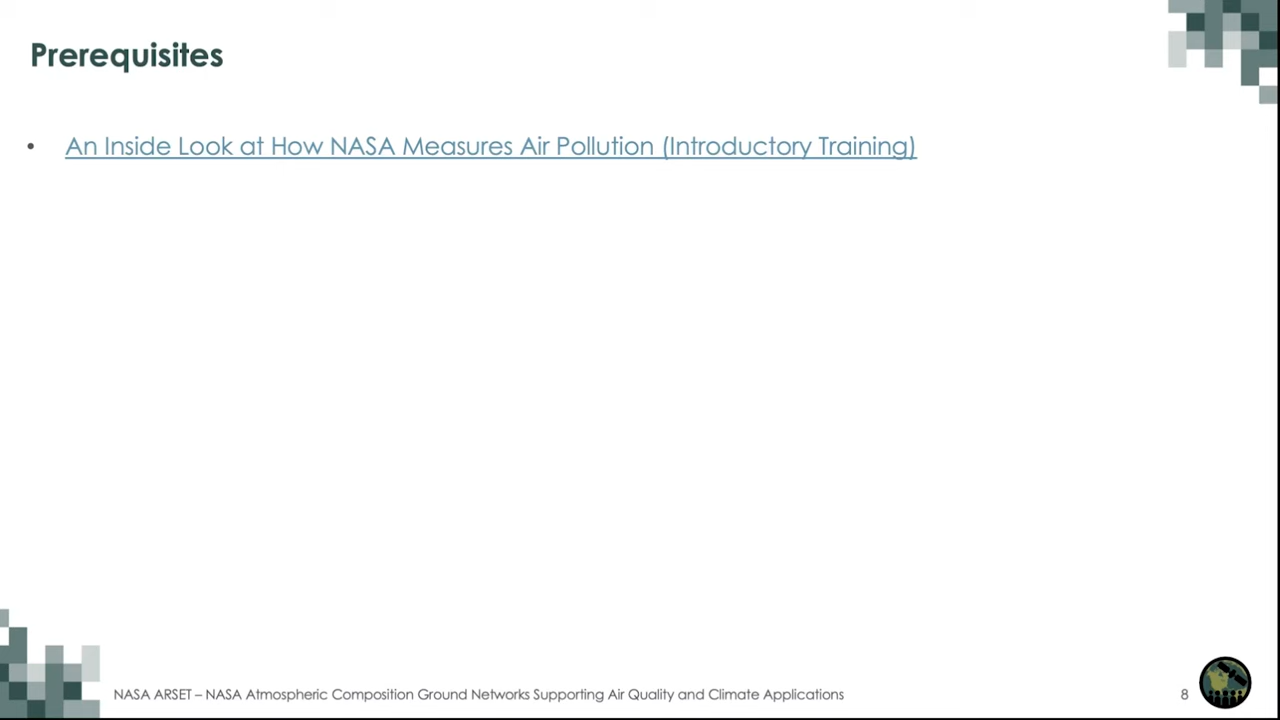 Prerequisites
• An Inside Look at How NASA Measures Air Pollution (Introductory Training)
NASA ARSET – NASA Atmospheric Composition Ground Networks Supporting Air Quality and Climate Applications
8